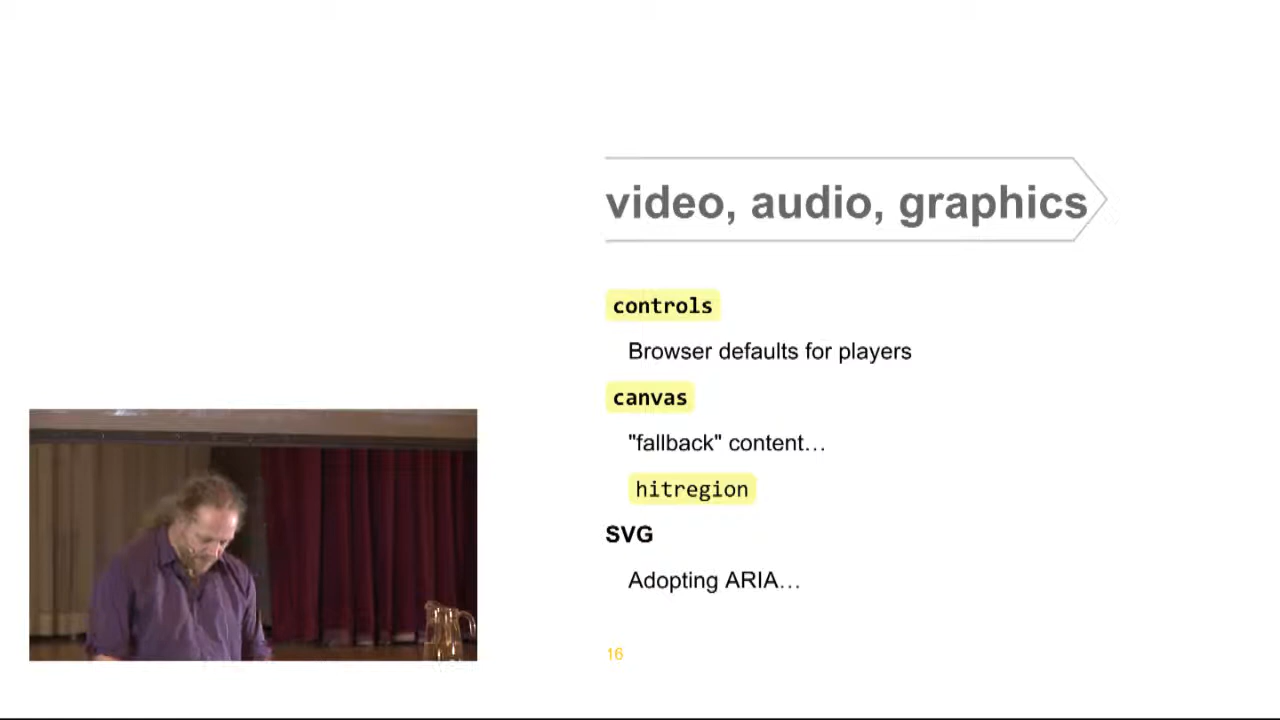 video, audio, graphics
controls
Browser defaults for players
canvas
"fallback" content…
hitregion
SVG
Adopting ARIA…
16